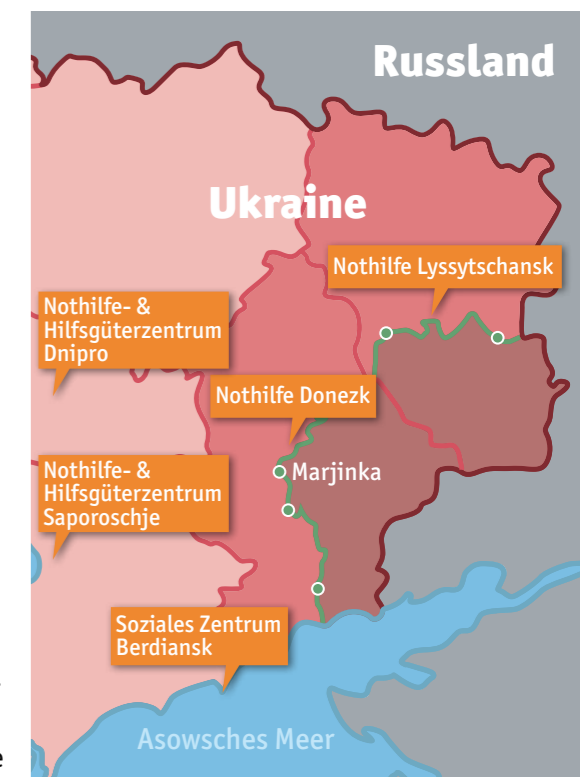 Russland
Ukraine
Nothilfe Lyssytschansk
Nothilfe- &
Hilfsgüterzentrum
Dnipro
Nothilfe Donezk
Marjinka
Nothilfe- &
Hilfsgüterzentrum
Saporoschje
Soziales Zentrum
Berdiansk
Asowsches Meer
e